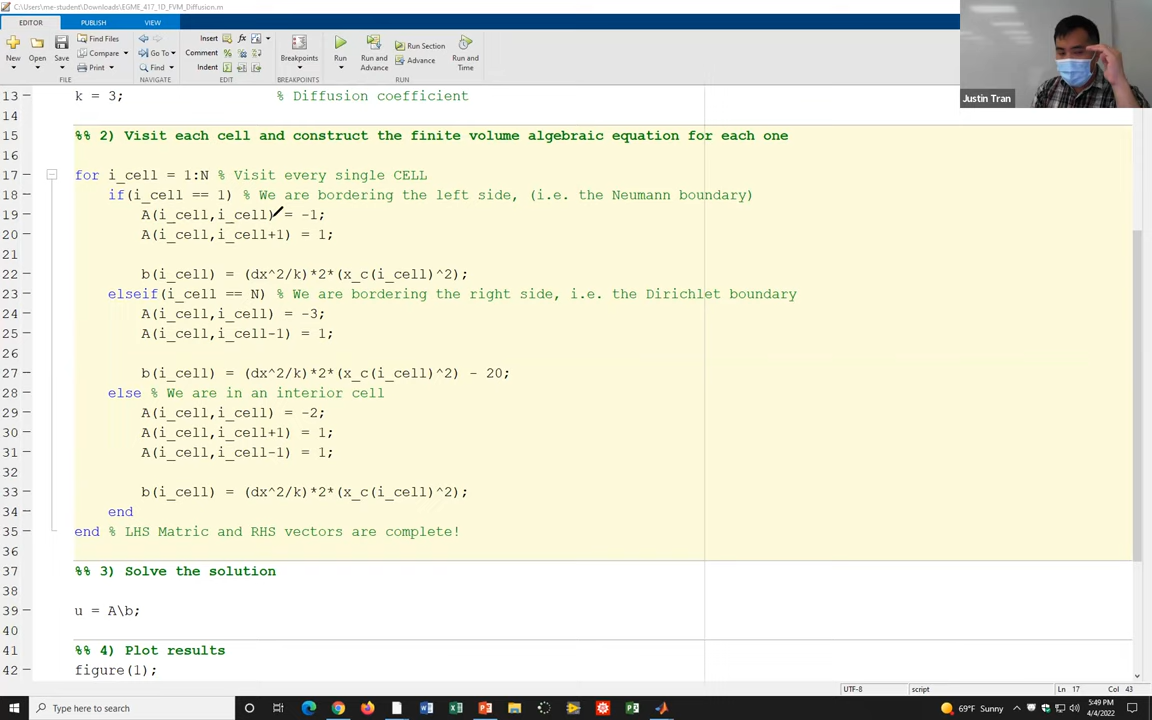 C:\Users\me-student\Downloads\EGME_417_1D_FVM_Diffusion.m
EDITOR PUBLISH VIEW
New Open Save Find Files Compare Print Go To Find Insert Comment Indent Breakpoints Run Run and Advance Run Section Advance Run and Time
FILE NAVIGATE EDIT BREAKPOINTS RUN
Justin Tran
13 k = 3; % Diffusion coefficient
14
15 %% 2) Visit each cell and construct the finite volume algebraic equation for each one
16
17 for i_cell = 1:N % Visit every single CELL
18 if(i_cell == 1) % We are bordering the left side, (i.e. the Neumann boundary)
19 A(i_cell,i_cell) = -1;
20 A(i_cell,i_cell+1) = 1;
21
22 b(i_cell) = (dx^2/k)*2*(x_c(i_cell)^2);
23 elseif(i_cell == N) % We are bordering the right side, i.e. the Dirichlet boundary
24 A(i_cell,i_cell) = -3;
25 A(i_cell,i_cell-1) = 1;
26
27 b(i_cell) = (dx^2/k)*2*(x_c(i_cell)^2) - 20;
28 else % We are in an interior cell
29 A(i_cell,i_cell) = -2;
30 A(i_cell,i_cell+1) = 1;
31 A(i_cell,i_cell-1) = 1;
32
33 b(i_cell) = (dx^2/k)*2*(x_c(i_cell)^2);
34 end
35 end % LHS Matric and RHS vectors are complete!
36
37 %% 3) Solve the solution
38
39 u = A\b;
40
41 %% 4) Plot results
42 figure(1);
UTF-8 script Ln 17 Col 43
Type here to search
69°F Sunny
5:49 PM
4/4/2022